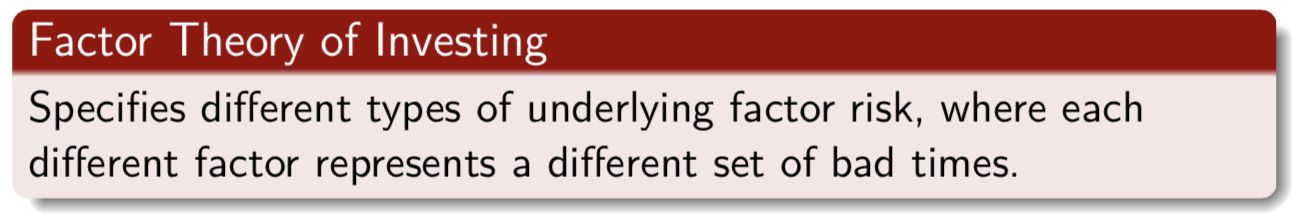 Factor Theory of Investing
Specifies different types of underlying factor risk, where each
different factor represents a different set of bad times.